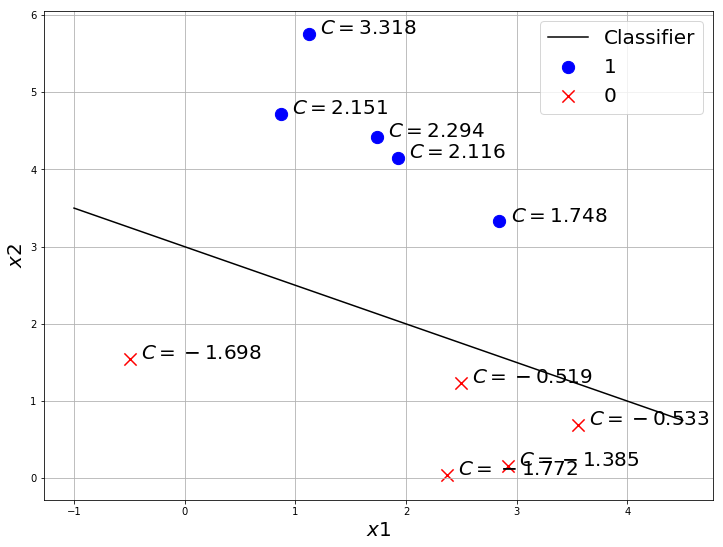 C = 3.318
Classifier
1
0
C = 2.151
C = 2.294
C = 2.116
C = 1.748
C = −1.698
C = −0.519
C = −0.533
C = −1.385
C = −1.772
6
5
4
3
2
1
0
x2
−1 0 1 2 3 4
x1